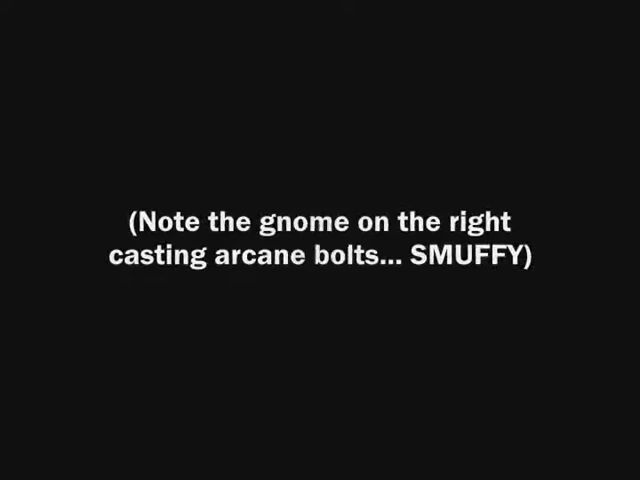 (Note the gnome on the right
casting arcane bolts... SMUFFY)